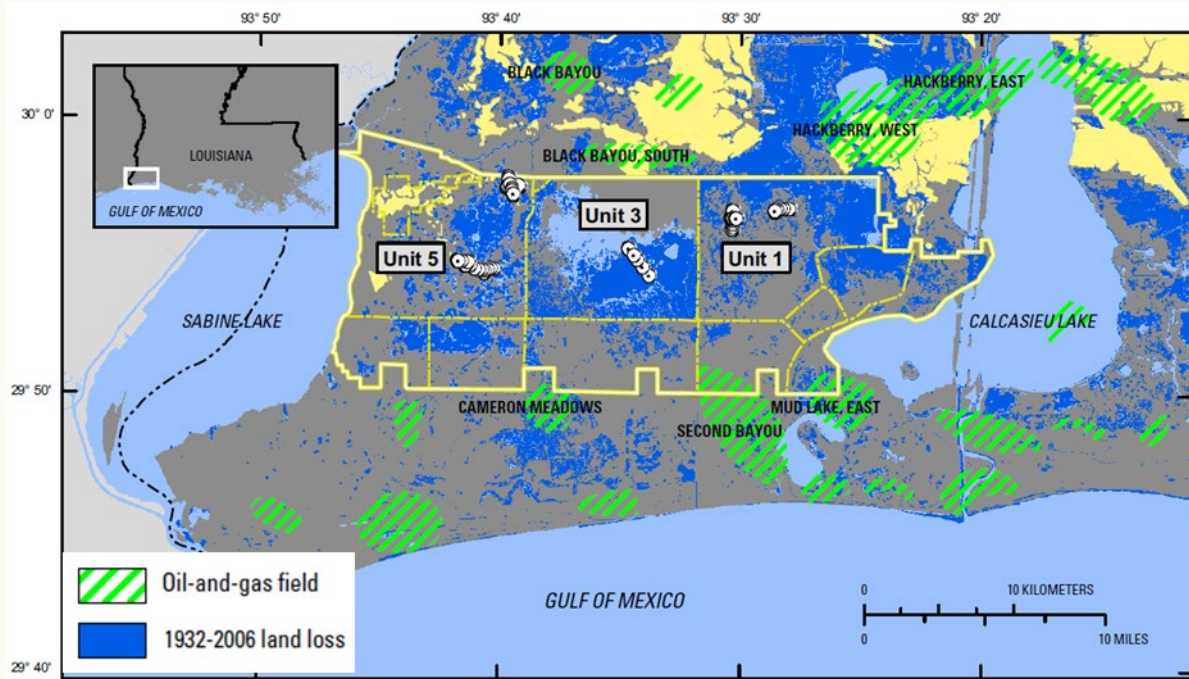 93° 50'
93° 40'
93° 30'
93° 20'
30° 0'
29° 50'
29° 40'
LOUISIANA
GULF OF MEXICO
BLACK BAYOU
HACKBERRY, EAST
HACKBERRY, WEST
BLACK BAYOU, SOUTH
Unit 3
Unit 5
Unit 1
SABINE LAKE
CALCASIEU LAKE
CAMERON MEADOWS
MUD LAKE, EAST
SECOND BAYOU
Oil-and-gas field
1932-2006 land loss
GULF OF MEXICO
0 10 KILOMETERS
0 10 MILES